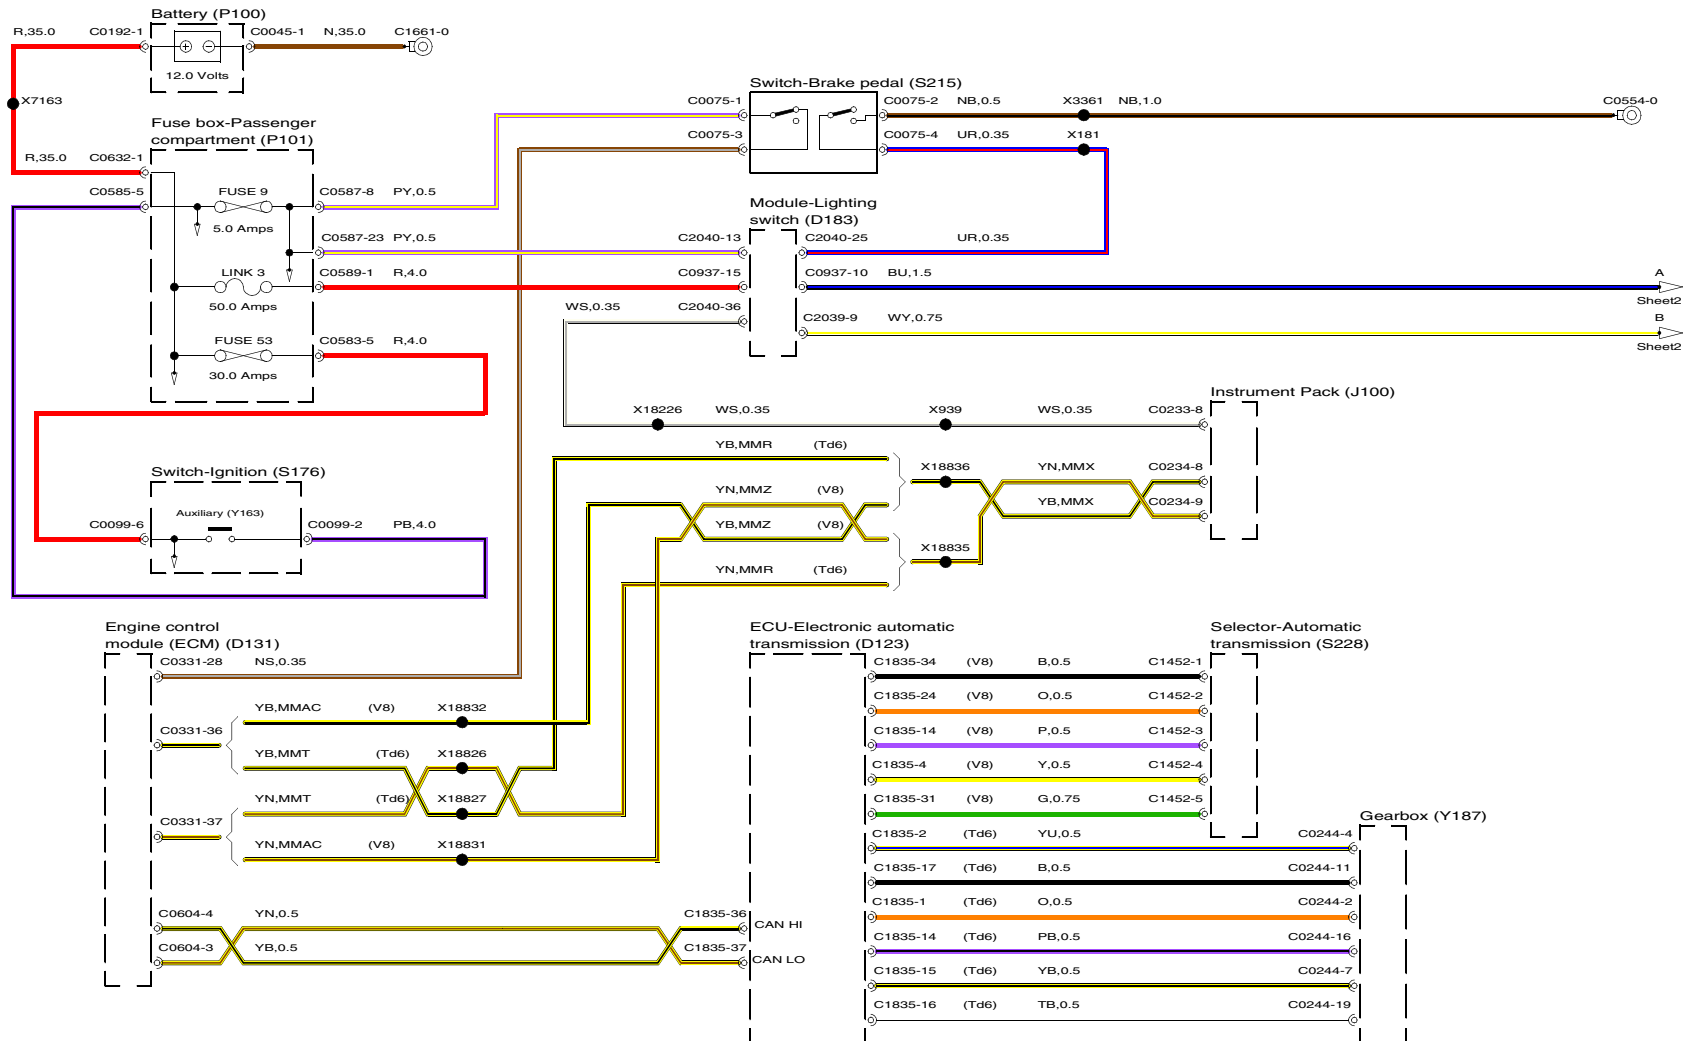 Battery (P100)
R,35.0 C0192-1 C0045-1 N,35.0 C1661-0
12.0 Volts
X7163
Switch-Brake pedal (S215)
C0075-1 C0075-2 NB,0.5 X3361 NB,1.0 C0554-0
Fuse box-Passenger
compartment (P101)
C0075-3 C0075-4 UR,0.35 X181
R,35.0 C0632-1
C0585-5 FUSE 9 C0587-8 PY,0.5
5.0 Amps
Module-Lighting
switch (D183)
C0587-23 PY,0.5 C2040-13 C2040-25 UR,0.35
LINK 3 C0589-1 R,4.0 C0937-15 C0937-10 BU,1.5 A
50.0 Amps
Sheet2
WS,0.35 C2040-36
C2039-9 WY,0.75 B
FUSE 53 C0583-5 R,4.0
Sheet2
30.0 Amps
Instrument Pack (J100)
X18226 WS,0.35 X939 WS,0.35 C0233-8
YB,MMR (Td6)
Switch-Ignition (S176)
X18836 YN,MMX C0234-8
YN,MMZ (V8)
YB,MMX C0234-9
Auxiliary (Y163)
C0099-6 C0099-2 PB,4.0
YB,MMZ (V8)
X18835
YN,MMR (Td6)
Engine control
module (ECM) (D131)
ECU-Electronic automatic
transmission (D123)
Selector-Automatic
transmission (S228)
C0331-28 NS,0.35
C1835-34 (V8) B,0.5 C1452-1
C1835-24 (V8) O,0.5 C1452-2
YB,MMAC (V8) X18832
C0331-36
C1835-14 (V8) P,0.5 C1452-3
YB,MMT (Td6) X18826
C1835-4 (V8) Y,0.5 C1452-4
YN,MMT (Td6) X18827
C1835-31 (V8) G,0.75 C1452-5
Gearbox (Y187)
C0331-37
C1835-2 (Td6) YU,0.5 C0244-4
YN,MMAC (V8) X18831
C1835-17 (Td6) B,0.5 C0244-11
C1835-1 (Td6) O,0.5 C0244-2
C0604-4 YN,0.5 C1835-36
CAN HI
C1835-14 (Td6) PB,0.5 C0244-16
C0604-3 YB,0.5 C1835-37
CAN LO
C1835-15 (Td6) YB,0.5 C0244-7
C1835-16 (Td6) TB,0.5 C0244-19